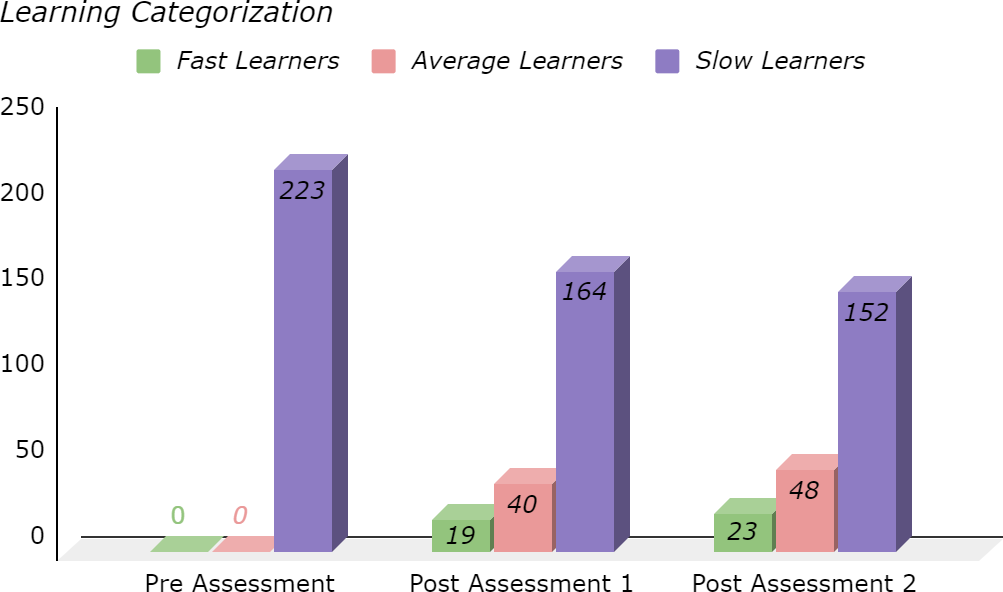 Learning Categorization
Fast Learners Average Learners Slow Learners
250
200
150
100
50
0
0 0 223
19 40 164
23 48 152
Pre Assessment Post Assessment 1 Post Assessment 2